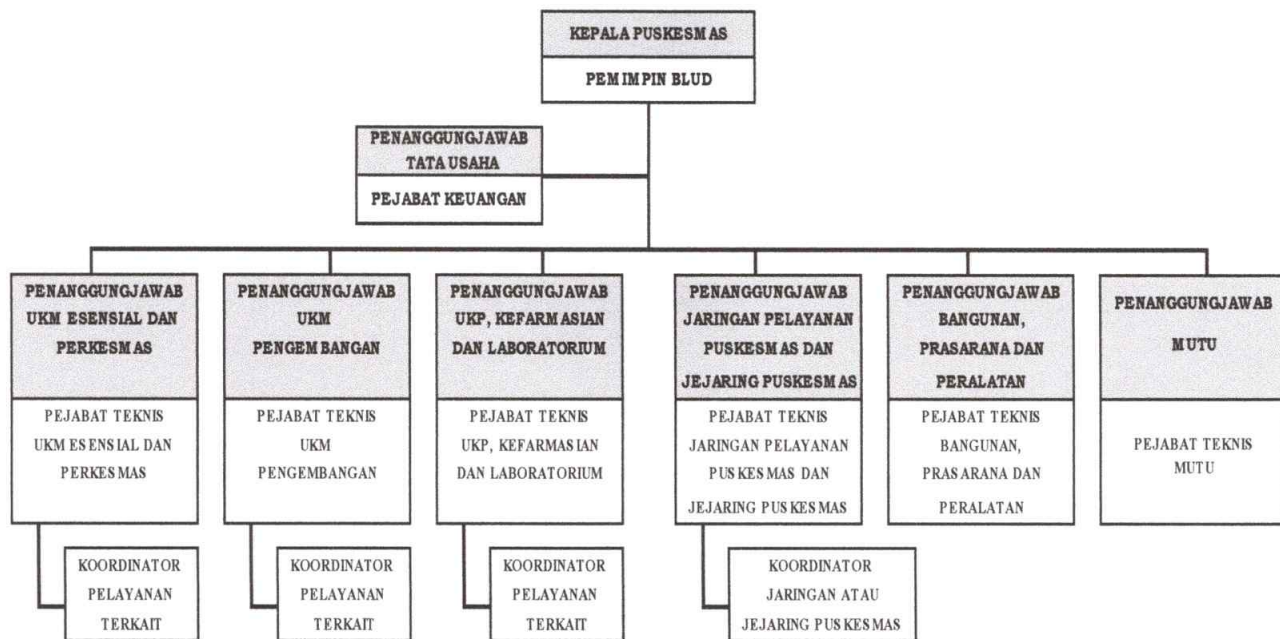 KEPALA PUSKESMAS
PEMIMPIN BLUD
PENANGGUNGJAWAB
TATA USAHA
PEJABAT KEUANGAN
PENANGGUNGJAWAB
UKM ESENSIAL DAN
PERKESMAS
PEJABAT TEKNIS
UKM ESENSIAL DAN
PERKESMAS
KOORDINATOR
PELAYANAN
TERKAIT
PENANGGUNGJAWAB
UKM
PENGEMBANGAN
PEJABAT TEKNIS
UKM
PENGEMBANGAN
KOORDINATOR
PELAYANAN
TERKAIT
PENANGGUNGJAWAB
UKP, KEFARMASIAN
DAN LABORATORIUM
PEJABAT TEKNIS
UKP, KEFARMASIAN
DAN LABORATORIUM
KOORDINATOR
PELAYANAN
TERKAIT
PENANGGUNGJAWAB
JARINGAN PELAYANAN
PUSKESMAS DAN
JEJARING PUSKESMAS
PEJABAT TEKNIS
JARINGAN PELAYANAN
PUSKESMAS DAN
JEJARING PUSKESMAS
KOORDINATOR
JARINGAN ATAU
JEJARING PUSKESMAS
PENANGGUNGJAWAB
BANGUNAN,
PRASARANA DAN
PERALATAN
PEJABAT TEKNIS
BANGUNAN,
PRASARANA DAN
PERALATAN
PENANGGUNGJAWAB
MUTU
PEJABAT TEKNIS
MUTU